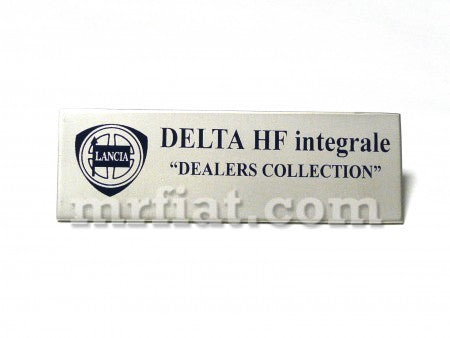 LANCIA
DELTA HF integrale
“DEALERS COLLECTION”
mrfiat.com